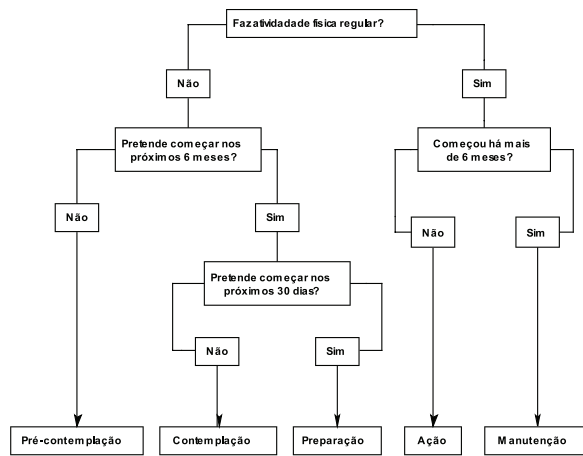 Faz atividadade física regular?
Não
Sim
Pretende começar nos
próximos 6 meses?
Começou há mais
de 6 meses?
Não
Sim
Não
Sim
Pretende começar nos
próximos 30 dias?
Não
Sim
Pré-contemplação
Contemplação
Preparação
Ação
Manutenção